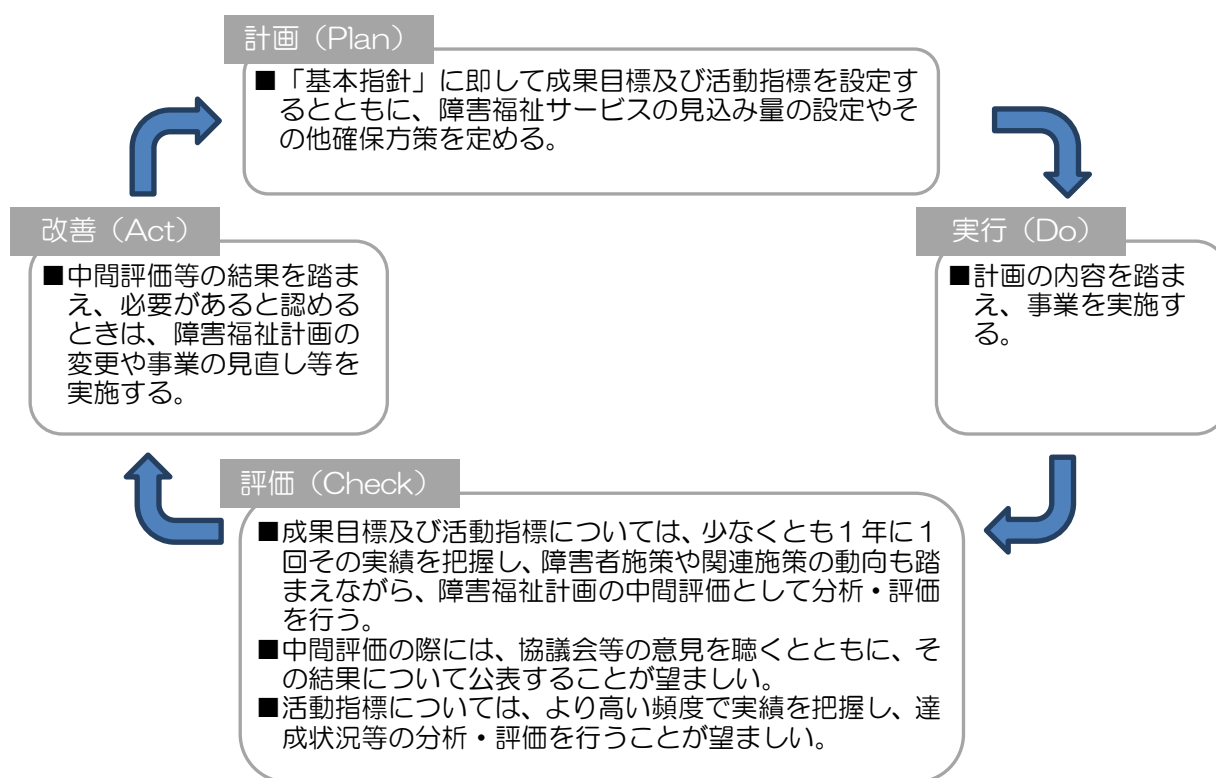 計画（Plan）
■「基本指針」に即して成果目標及び活動指標を設定す
るとともに、障害福祉サービスの見込み量の設定やそ
の他確保方策を定める。
改善（Act）
■中間評価等の結果を踏ま
え、必要があると認める
ときは、障害福祉計画の
変更や事業の見直し等を
実施する。
実行（Do）
■計画の内容を踏ま
え、事業を実施す
る。
評価（Check）
■成果目標及び活動指標については、少なくとも１年に１
回その実績を把握し、障害者施策や関連施策の動向も踏
まえながら、障害福祉計画の中間評価として分析・評価
を行う。
■中間評価の際には、協議会等の意見を聴くとともに、そ
の結果について公表することが望ましい。
■活動指標については、より高い頻度で実績を把握し、達
成状況等の分析・評価を行うことが望ましい。